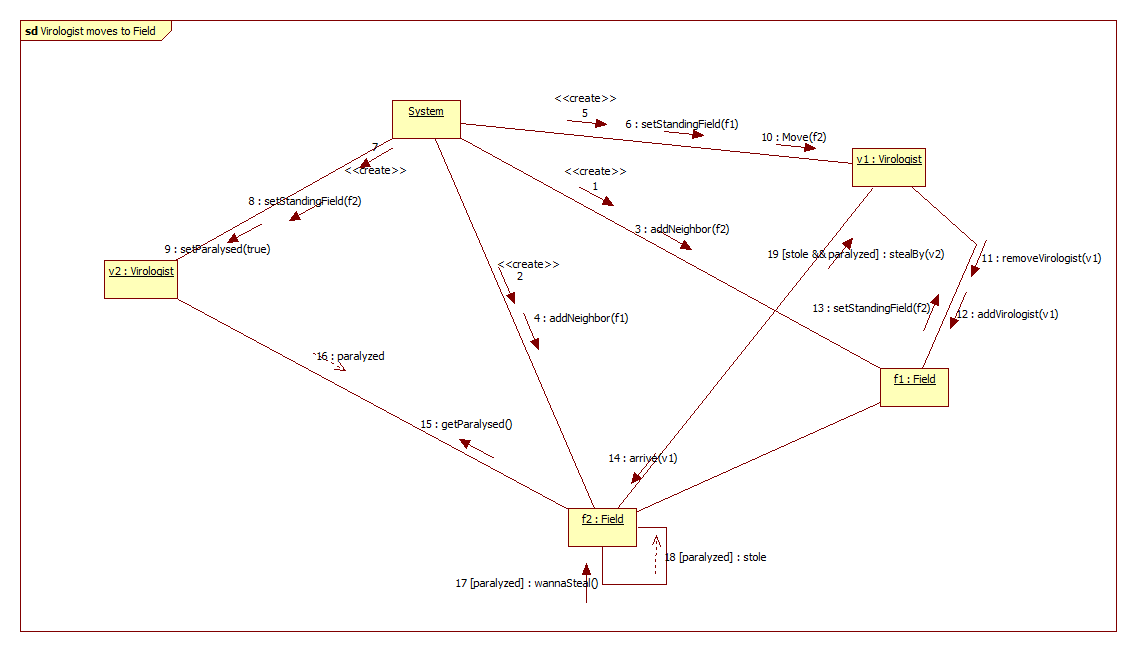 sd Virologist moves to Field
<<create>>
5
System
6 : setStandingField(f1)
10 : Move(f2)
7
<<create>>
v1 : Virologist
<<create>>
1
8 : setStandingField(f2)
3 : addNeighbor(f2)
9 : setParalysed(true)
19 [stole && paralyzed] : stealBy(v2)
11 : removeVirologist(v1)
v2 : Virologist
<<create>>
2
13 : setStandingField(f2)
12 : addVirologist(v1)
4 : addNeighbor(f1)
16 : paralyzed
f1 : Field
15 : getParalysed()
14 : arrive(v1)
f2 : Field
18 [paralyzed] : stole
17 [paralyzed] : wannaSteal()